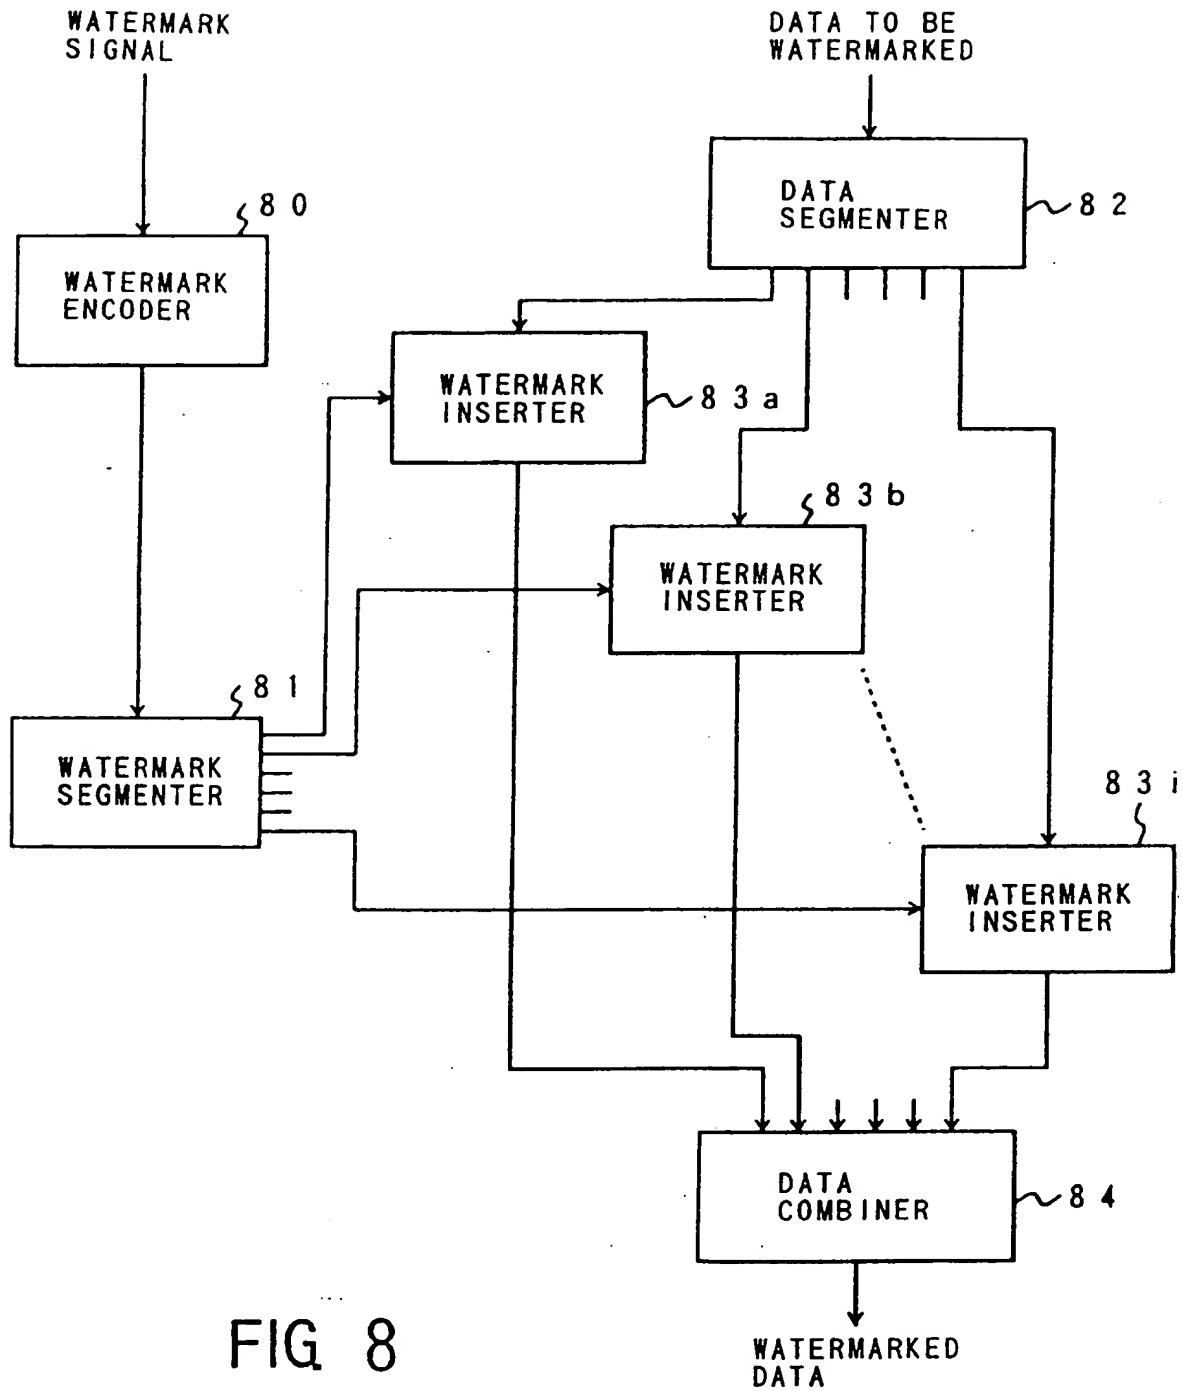 WATERMARK
SIGNAL
DATA TO BE
WATERMARKED
80
WATERMARK
ENCODER
DATA
SEGMENTER
82
WATERMARK
INSERTER
83a
83b
WATERMARK
INSERTER
81
WATERMARK
SEGMENTER
83i
WATERMARK
INSERTER
DATA
COMBINER
84
WATERMARKED
DATA
FIG. 8